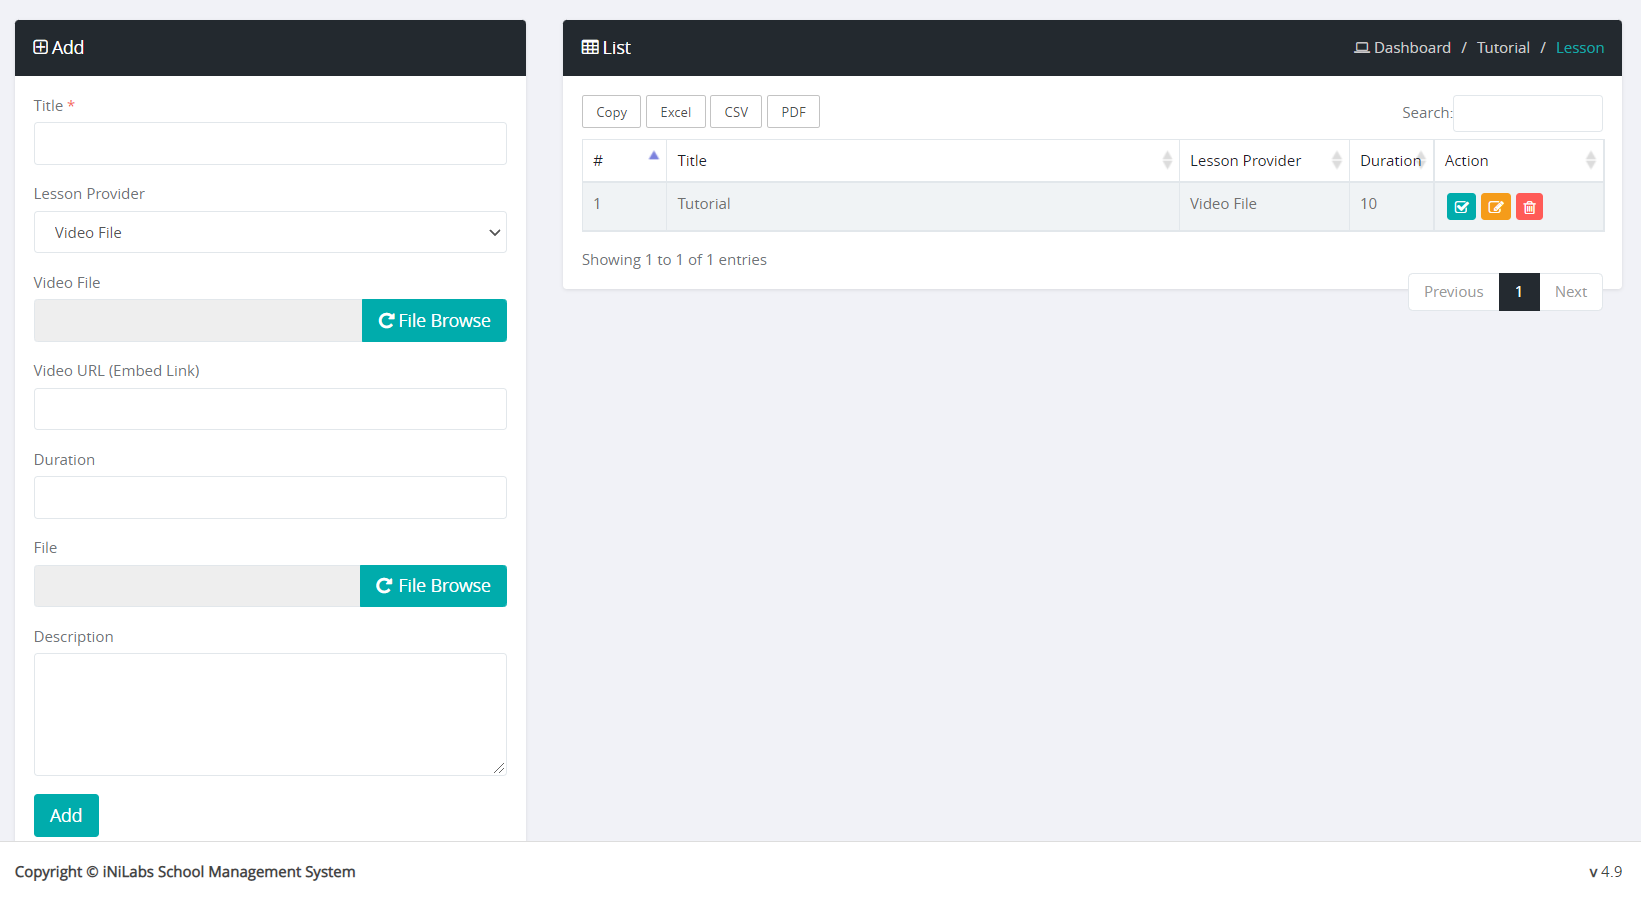 Add
Title *
Lesson Provider
Video File
Video File
File Browse
Video URL (Embed Link)
Duration
File
File Browse
Description
Add
List
Dashboard / Tutorial / Lesson
Copy Excel CSV PDF
Search:
# Title Lesson Provider Duration Action
1 Tutorial Video File 10
Showing 1 to 1 of 1 entries
Previous 1 Next
Copyright © iNiLabs School Management System
v 4.9